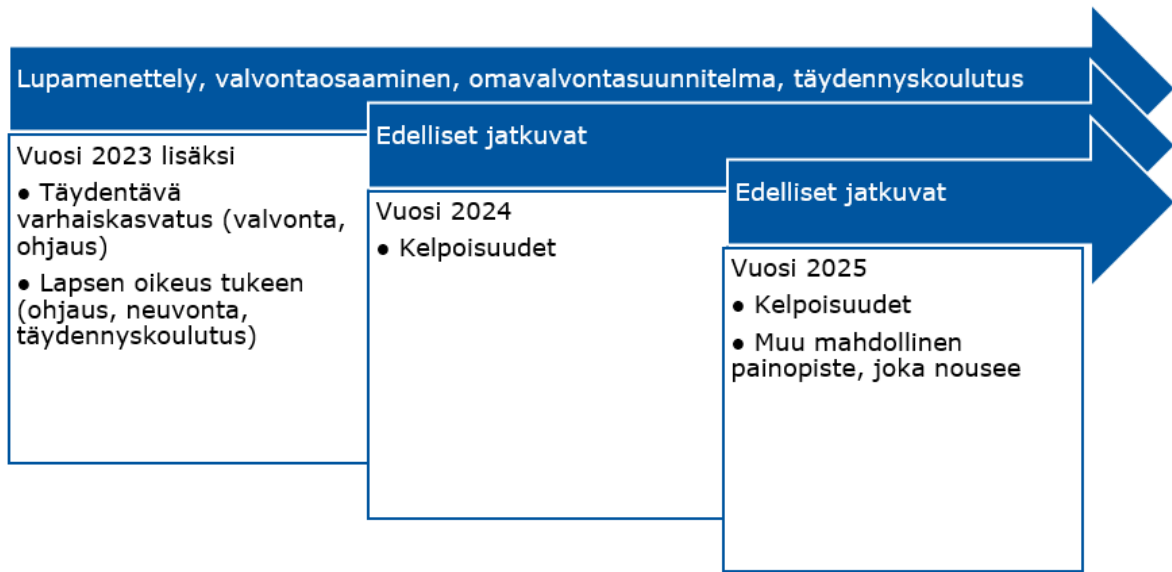 Lupamenettely, valvontaosaaminen, omavalvontasuunnitelma, täydennyskoulutus
Edelliset jatkuvat
Edelliset jatkuvat
Vuosi 2023 lisäksi
● Täydentävä
varhaiskasvatus (valvonta,
ohjaus)
● Lapsen oikeus tukeen
(ohjaus, neuvonta,
täydennyskoulutus)
Vuosi 2024
● Kelpoisuudet
Vuosi 2025
● Kelpoisuudet
● Muu mahdollinen
painopiste, joka nousee